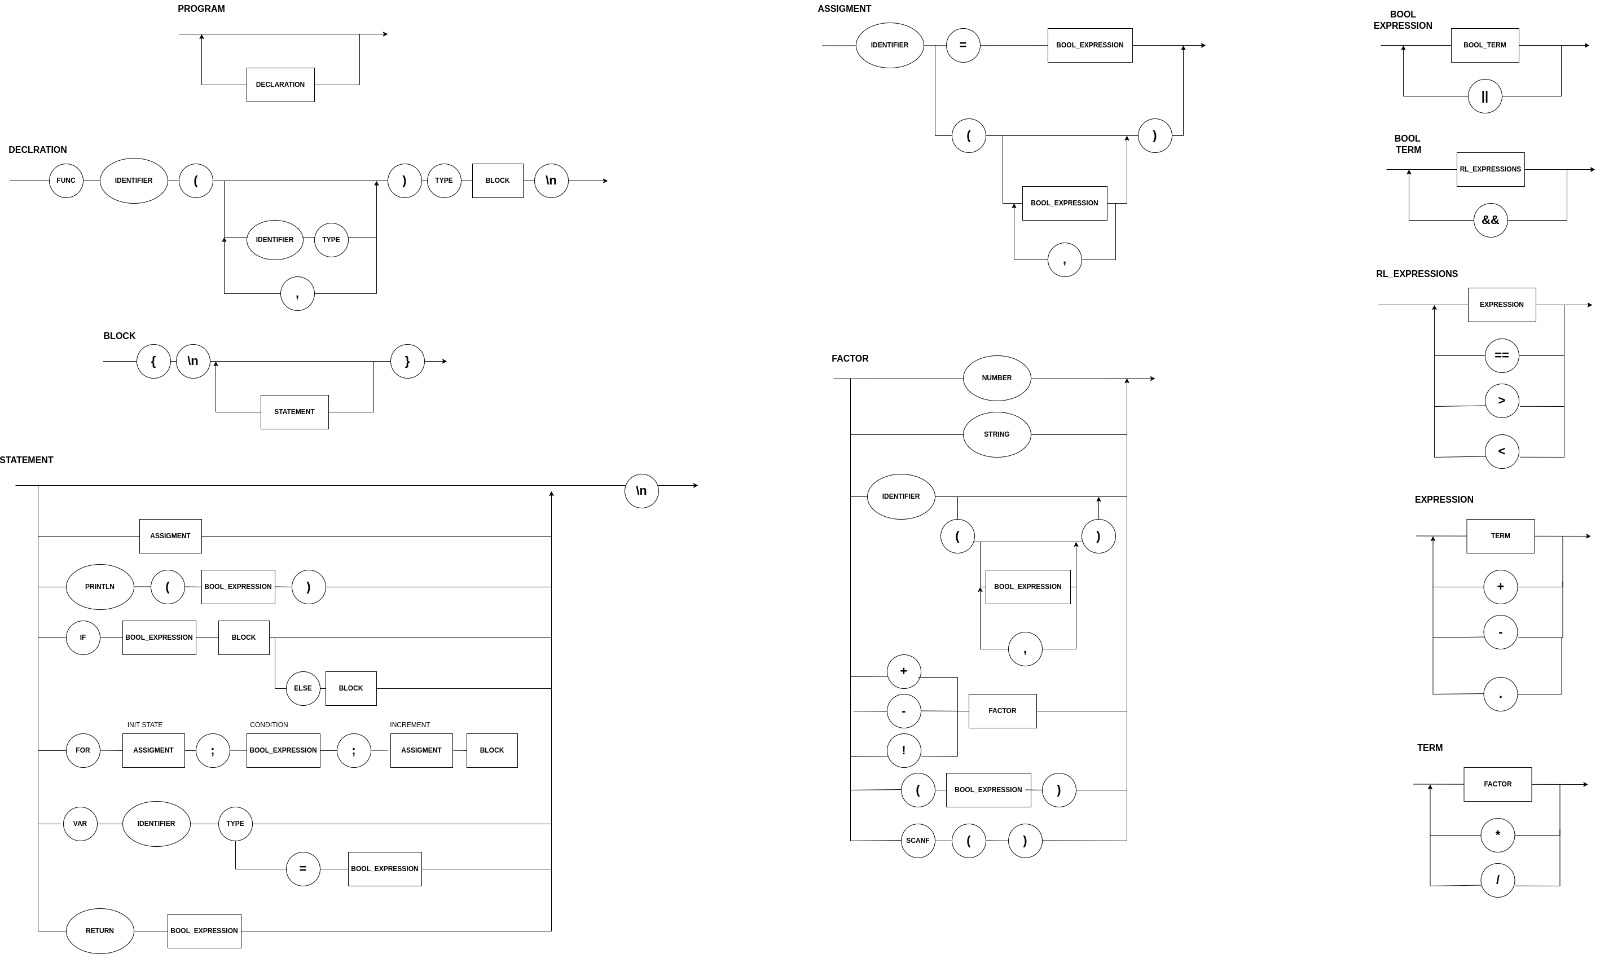 PROGRAM
DECLARATION
DECLRATION
FUNC IDENTIFIER ( ) TYPE BLOCK \n
IDENTIFIER TYPE
,
BLOCK
{ \n }
STATEMENT
STATEMENT
\n
ASSIGMENT
PRINTLN ( BOOL_EXPRESSION )
IF BOOL_EXPRESSION BLOCK
ELSE BLOCK
INIT STATE CONDITION INCREMENT
FOR ASSIGMENT ; BOOL_EXPRESSION ; ASSIGMENT BLOCK
VAR IDENTIFIER TYPE
= BOOL_EXPRESSION
RETURN BOOL_EXPRESSION
ASSIGMENT
IDENTIFIER = BOOL_EXPRESSION
( )
BOOL_EXPRESSION
,
FACTOR
NUMBER
STRING
IDENTIFIER
( )
BOOL_EXPRESSION
,
+
- FACTOR
!
( BOOL_EXPRESSION )
SCANF ( )
BOOL
EXPRESSION
BOOL_TERM
||
BOOL
TERM
RL_EXPRESSIONS
&&
RL_EXPRESSIONS
EXPRESSION
==
>
<
EXPRESSION
TERM
+
-
.
TERM
FACTOR
*
/